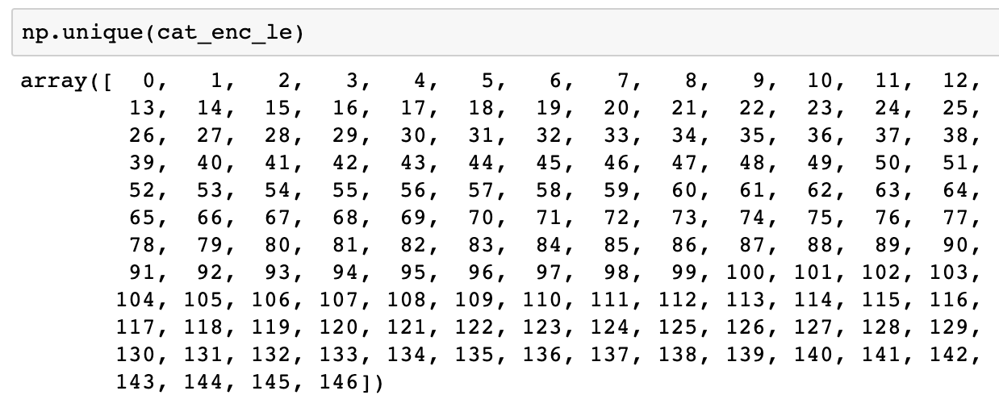 np.unique(cat_enc_le)
array([  0,   1,   2,   3,   4,   5,   6,   7,   8,   9,  10,  11,  12,
        13,  14,  15,  16,  17,  18,  19,  20,  21,  22,  23,  24,  25,
        26,  27,  28,  29,  30,  31,  32,  33,  34,  35,  36,  37,  38,
        39,  40,  41,  42,  43,  44,  45,  46,  47,  48,  49,  50,  51,
        52,  53,  54,  55,  56,  57,  58,  59,  60,  61,  62,  63,  64,
        65,  66,  67,  68,  69,  70,  71,  72,  73,  74,  75,  76,  77,
        78,  79,  80,  81,  82,  83,  84,  85,  86,  87,  88,  89,  90,
        91,  92,  93,  94,  95,  96,  97,  98,  99, 100, 101, 102, 103,
       104, 105, 106, 107, 108, 109, 110, 111, 112, 113, 114, 115, 116,
       117, 118, 119, 120, 121, 122, 123, 124, 125, 126, 127, 128, 129,
       130, 131, 132, 133, 134, 135, 136, 137, 138, 139, 140, 141, 142,
       143, 144, 145, 146])